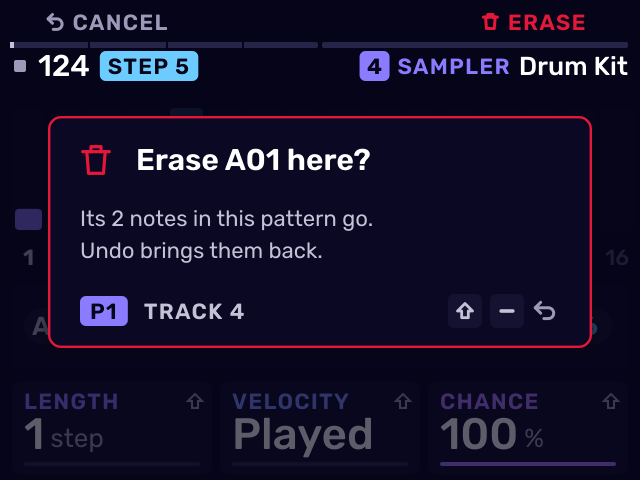 CANCEL
ERASE
124 STEP 5
4 SAMPLER Drum Kit
Erase A01 here?
Its 2 notes in this pattern go.
Undo brings them back.
1
16
P1 TRACK 4
A
LENGTH
1 step
VELOCITY
Played
CHANCE
100 %